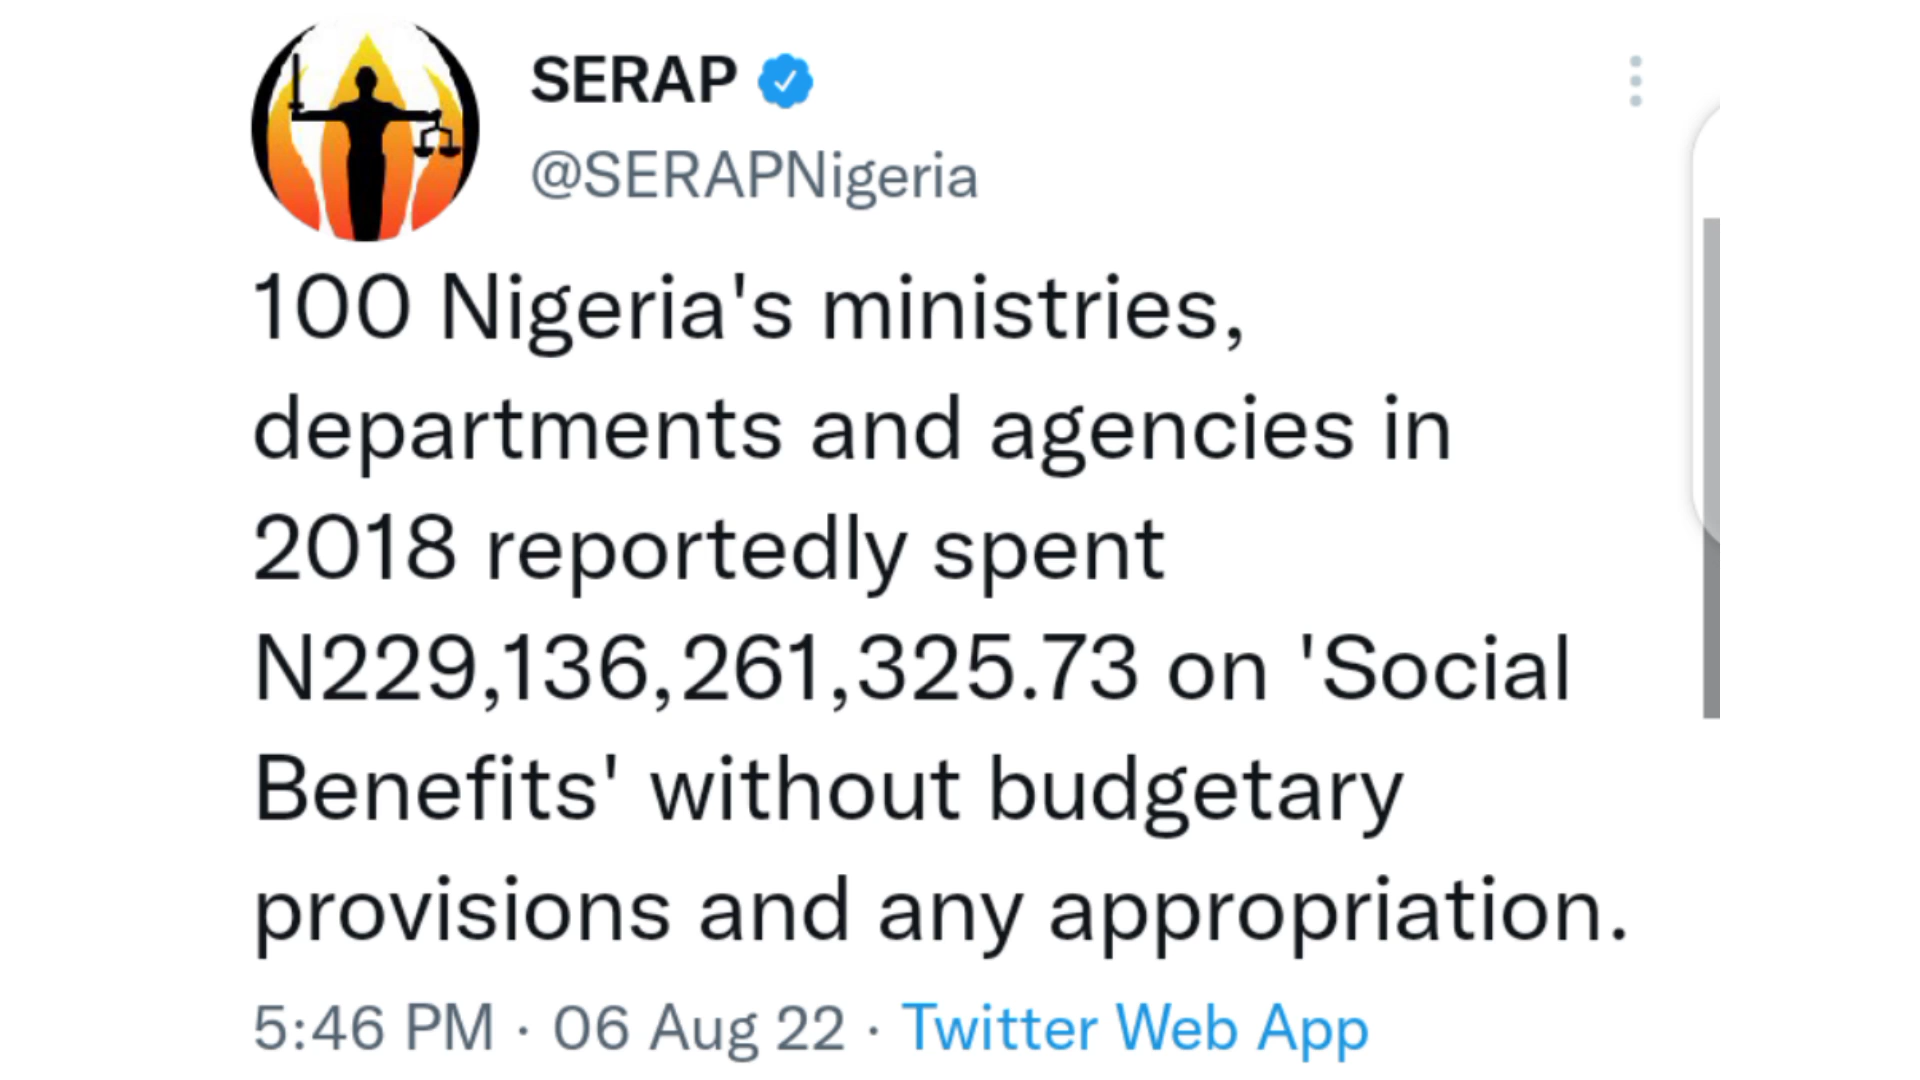 SERAP
@SERAPNigeria
100 Nigeria's ministries,
departments and agencies in
2018 reportedly spent
N229,136,261,325.73 on 'Social
Benefits' without budgetary
provisions and any appropriation.
5:46 PM · 06 Aug 22 · Twitter Web App